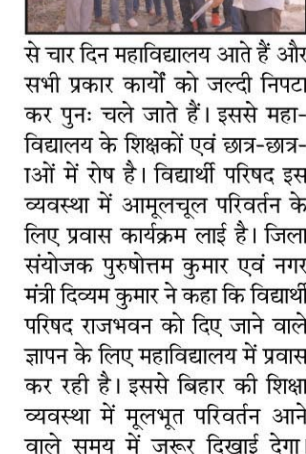 से चार दिन महाविद्यालय आते हैं और
सभी प्रकार कार्यों को जल्दी निपटा
कर पुनः चले जाते हैं। इससे महा-
विद्यालय के शिक्षकों एवं छात्र-छात्र-
ाओं में रोष है। विद्यार्थी परिषद इस
व्यवस्था में आमूलचूल परिवर्तन के
लिए प्रवास कार्यक्रम लाई है। जिला
संयोजक पुरुषोत्तम कुमार एवं नगर
मंत्री दिव्यम कुमार ने कहा कि विद्यार्थी
परिषद राजभवन को दिए जाने वाले
ज्ञापन के लिए महाविद्यालय में प्रवास
कर रही है। इससे बिहार की शिक्षा
व्यवस्था में मूलभूत परिवर्तन आने
वाले समय में जरूर दिखाई देगा।